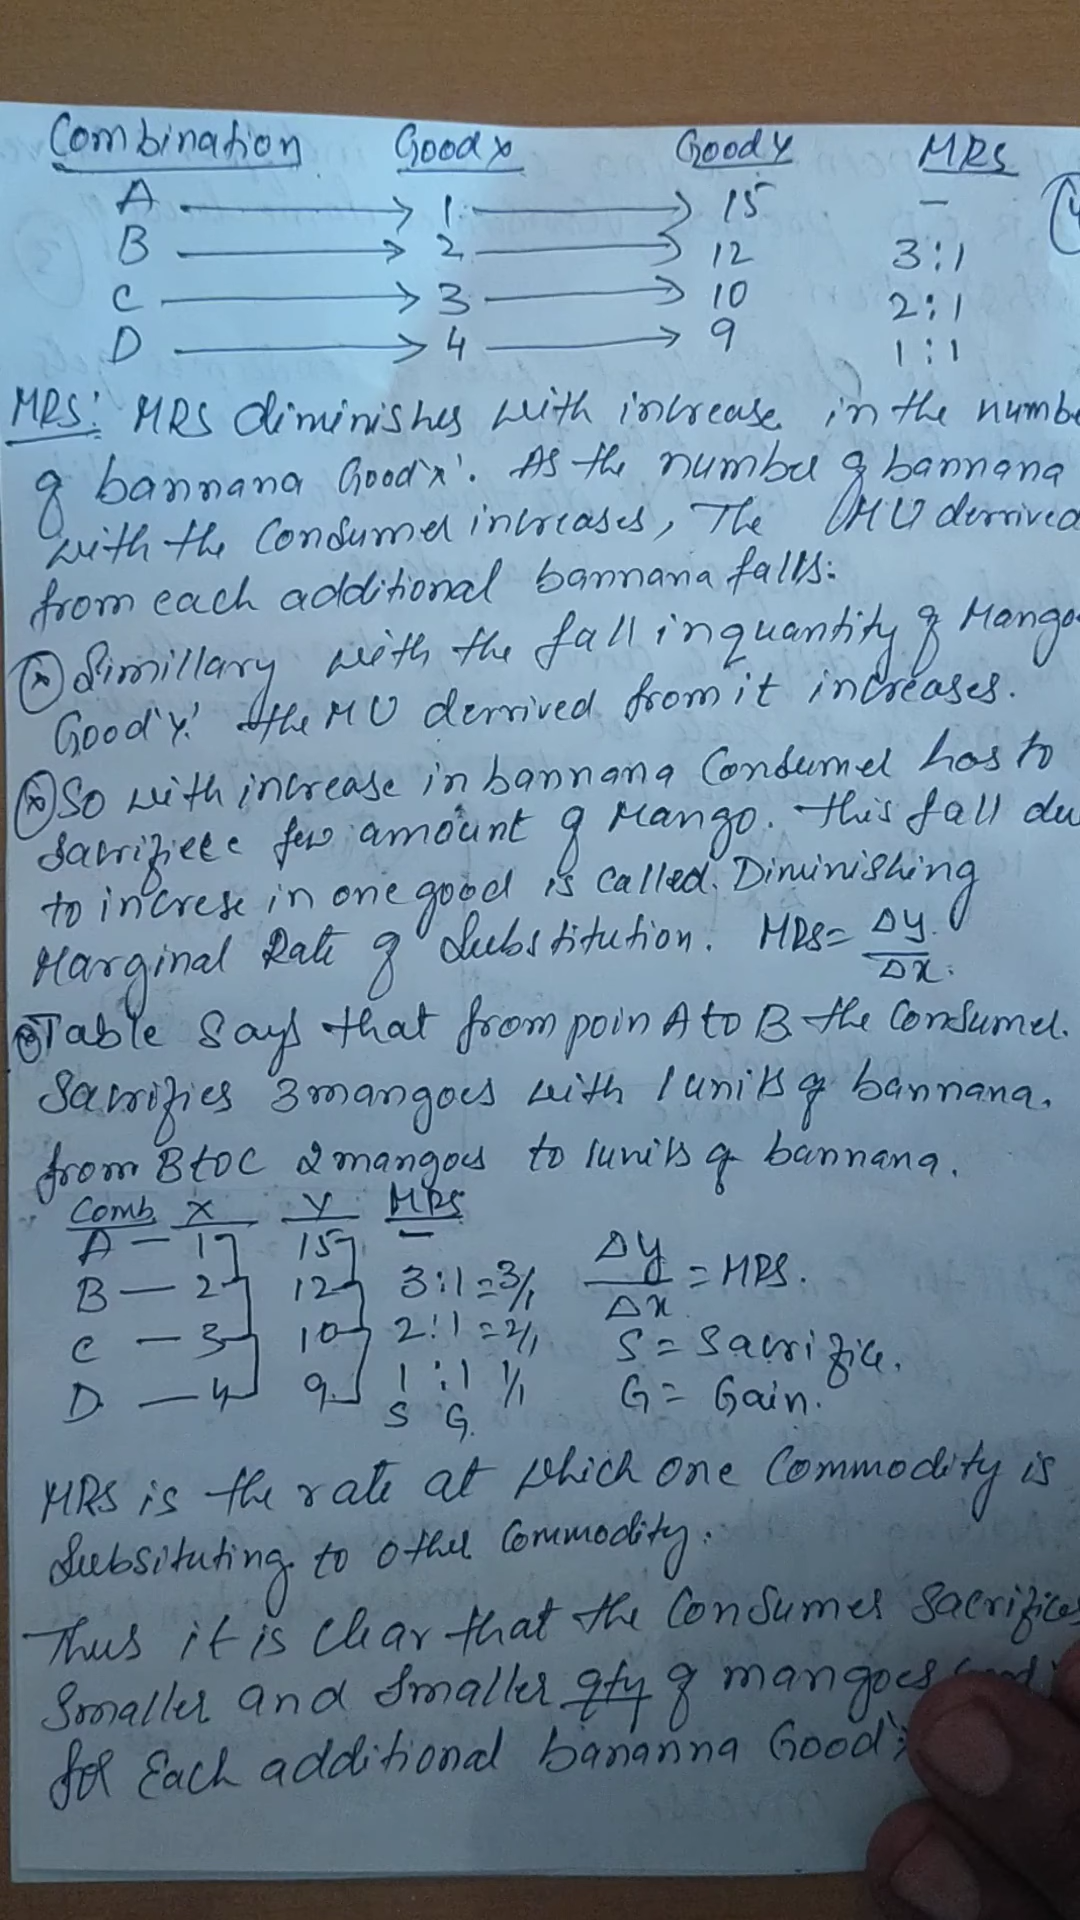 Combination Good x Good y MRS
A → 1 → 15 –
B → 2 → 12 3:1
C → 3 → 10 2:1
D → 4 → 9 1:1
MRS: MRS diminishes with increase in the numbe
of bannana Good 'x'. As the number of bannana
with the Consumer increases, The MU derrived
from each additional bannana falls:
Simillary with the fall in quantity of Mango
Good 'y'. the MU derrived from it increases.
So with increase in bannana Consumer has to
Sacrifiece few amount of Mango. this fall du
to increse in one good is called. Diminishing
Marginal Rate of Substitution. MRS = Δy/Δx.
Table Says that from poin A to B the Consumer.
Sacrifies 3 mangoes with 1 units of bannana.
from B to C 2 mangoes to 1 units of bannana.
Comb X Y MRS
A – 1 15 –
B – 2 12 3:1 = 3/1 Δy/Δx = MRS.
C – 3 10 2:1 = 2/1 S = Sacrifice.
D – 4 9 1:1 1/1 G = Gain.
S G
MRS is the rate at which one Commodity is
Subsituting to other Commodity.
Thus it is clear that the Consumer Sacrifices
Smaller and Smaller qty of mangoes
for Each additional bananna Good